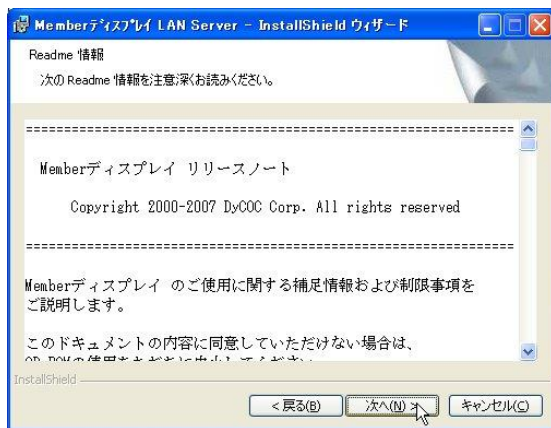 Memberﾃﾞｨｽﾌﾟﾚｲ LAN Server - InstallShield ウィザード
Readme 情報
次の Readme 情報を注意深くお読みください。
==================================================================
Memberディスプレイ リリースノート
Copyright 2000-2007 DyCOC Corp. All rights reserved
==================================================================
Memberディスプレイ のご使用に関する補足情報および制限事項を
ご説明します。
このドキュメントの内容に同意していただけない場合は、
InstallShield
< 戻る(B)
次へ(N) >
キャンセル(C)